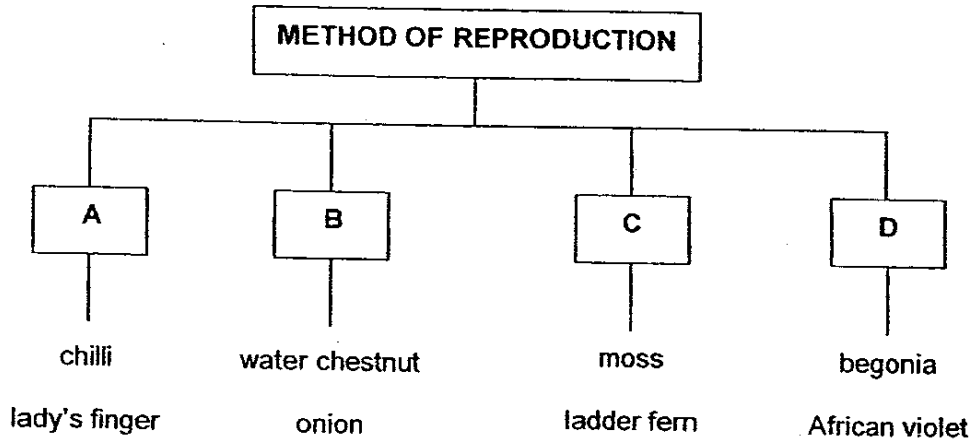 METHOD OF REPRODUCTION
A B C D
chilli water chestnut moss begonia
lady's finger onion ladder fern African violet